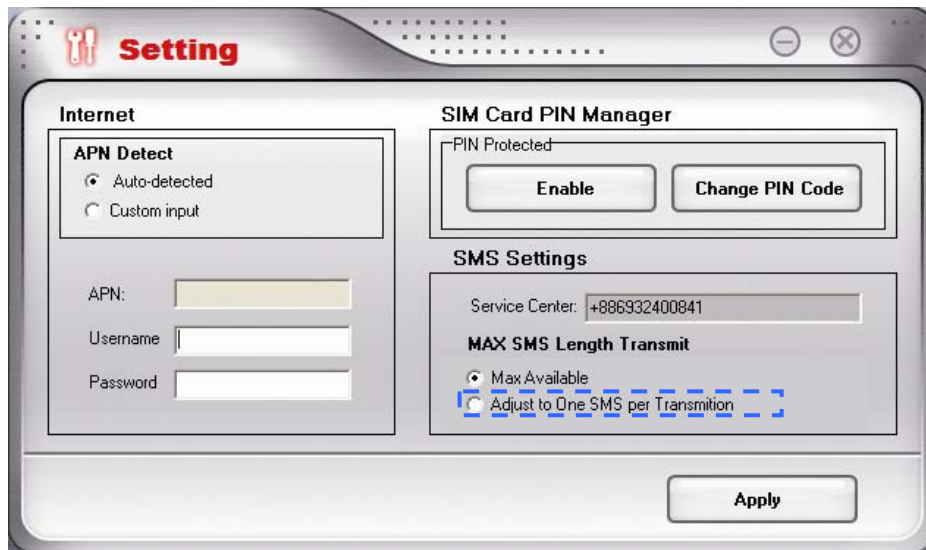 Setting
Internet
APN Detect
Auto-detected
Custom input
APN:
Username
Password
SIM Card PIN Manager
PIN Protected
Enable
Change PIN Code
SMS Settings
Service Center: +886932400841
MAX SMS Length Transmit
Max Available
Adjust to One SMS per Transmition
Apply